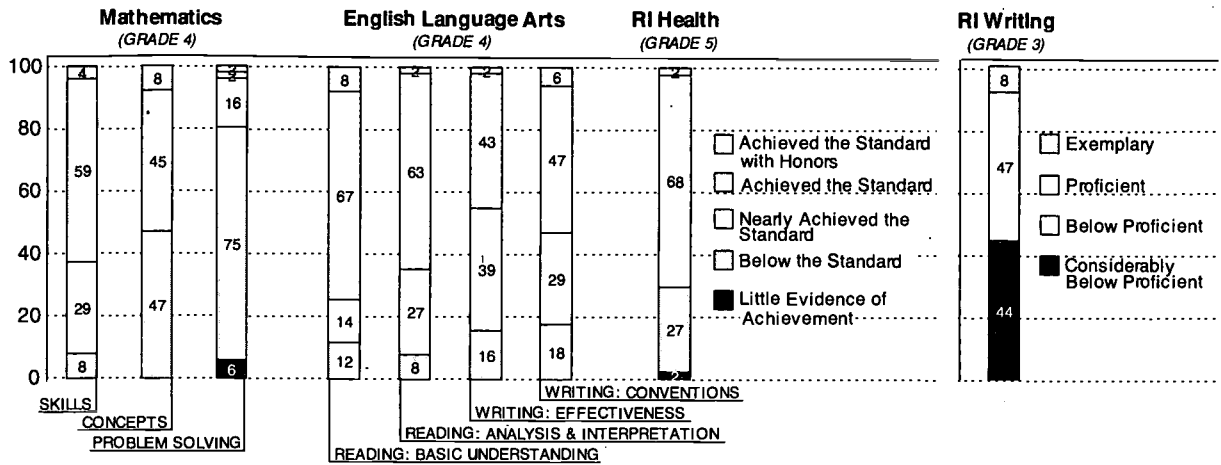 Mathematics
(GRADE 4)
English Language Arts
(GRADE 4)
RI Health
(GRADE 5)
RI Writing
(GRADE 3)
100
80
60
40
20
0
4
59
29
8
8
45
47
2
16
75
6
8
67
14
12
2
63
27
8
2
43
39
16
6
47
29
18
2
68
27
2
8
47
44
Achieved the Standard
with Honors
Achieved the Standard
Nearly Achieved the
Standard
Below the Standard
Little Evidence of
Achievement
Exemplary
Proficient
Below Proficient
Considerably
Below Proficient
SKILLS
CONCEPTS
PROBLEM SOLVING
WRITING: CONVENTIONS
WRITING: EFFECTIVENESS
READING: ANALYSIS & INTERPRETATION
READING: BASIC UNDERSTANDING